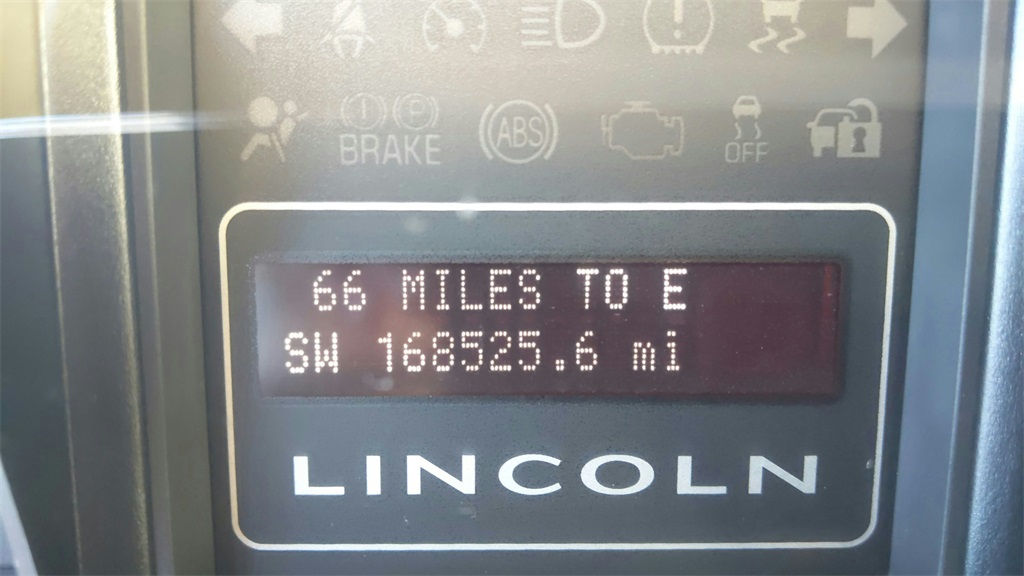 BRAKE
ABS
OFF
66 MILES TO E
SW 168525.6 mi
LINCOLN